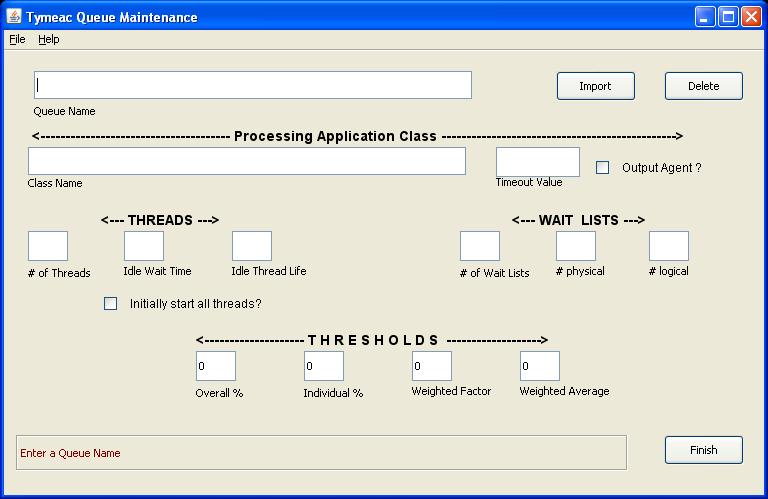 Tymeac Queue Maintenance
File Help
Import Delete
Queue Name
<-------------------------------------- Processing Application Class ----------------------------------------------->
Output Agent ?
Class Name Timeout Value
<--- THREADS ---> <--- WAIT LISTS --->
# of Threads Idle Wait Time Idle Thread Life # of Wait Lists # physical # logical
Initially start all threads?
<-------------------- T H R E S H O L D S ------------------->
0 0 0 0
Overall % Individual % Weighted Factor Weighted Average
Enter a Queue Name Finish